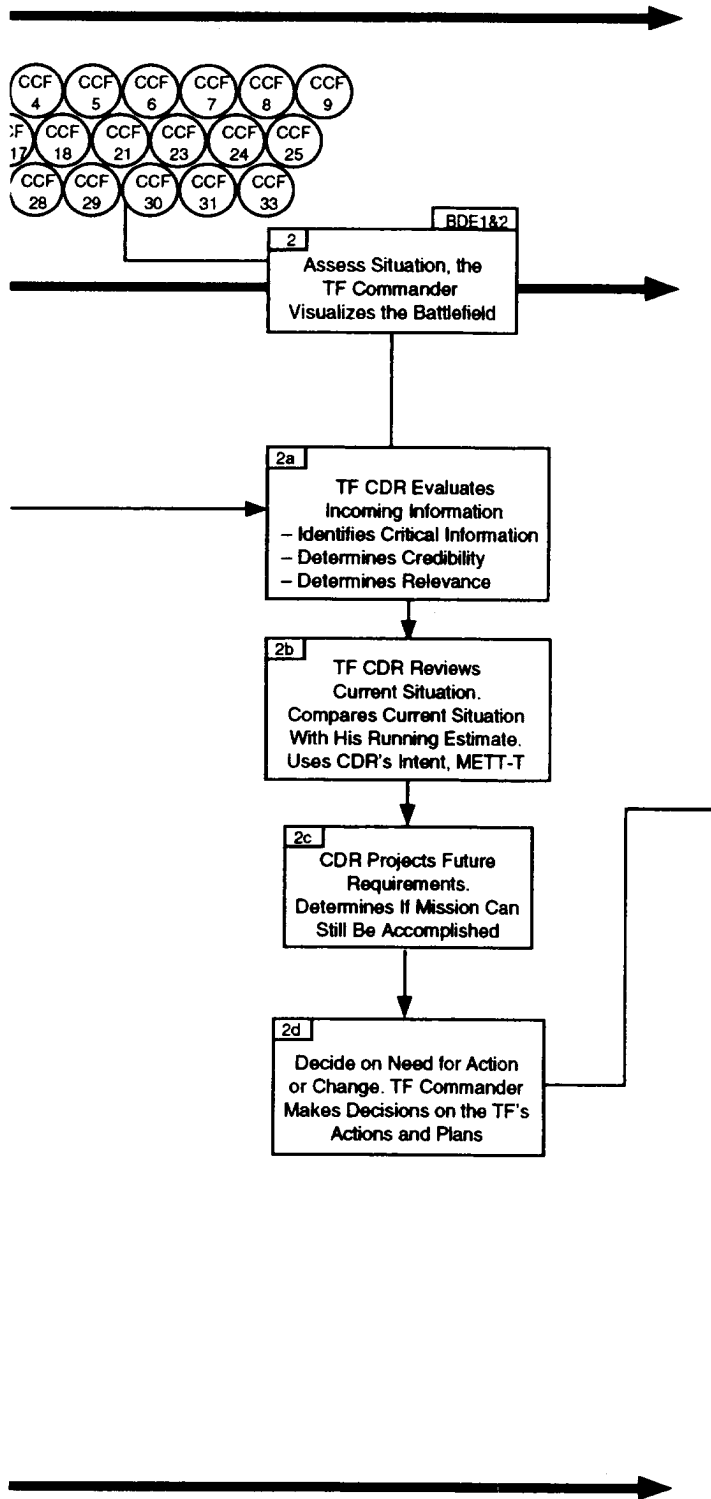 CCF CCF CCF CCF CCF CCF
4 5 6 7 8 9
CF CCF CCF CCF CCF CCF
17 18 21 23 24 25
CCF CCF CCF CCF CCF
28 29 30 31 33
BDE1&2
2
Assess Situation, the
TF Commander
Visualizes the Battlefield
2a
TF CDR Evaluates
Incoming Information
– Identifies Critical Information
– Determines Credibility
– Determines Relevance
2b
TF CDR Reviews
Current Situation.
Compares Current Situation
With His Running Estimate.
Uses CDR's Intent, METT-T
2c
CDR Projects Future
Requirements.
Determines If Mission Can
Still Be Accomplished
2d
Decide on Need for Action
or Change. TF Commander
Makes Decisions on the TF's
Actions and Plans